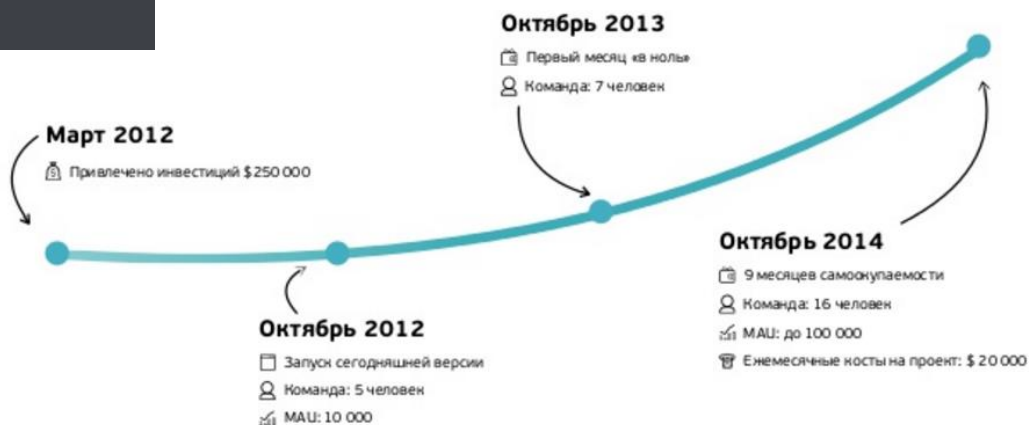 Март 2012
Привлечено инвестиций $250 000
Октябрь 2012
Запуск сегодняшней версии
Команда: 5 человек
MAU: 10 000
Октябрь 2013
Первый месяц «в ноль»
Команда: 7 человек
Октябрь 2014
9 месяцев самоокупаемости
Команда: 16 человек
MAU: до 100 000
Ежемесячные косты на проект: $ 20 000